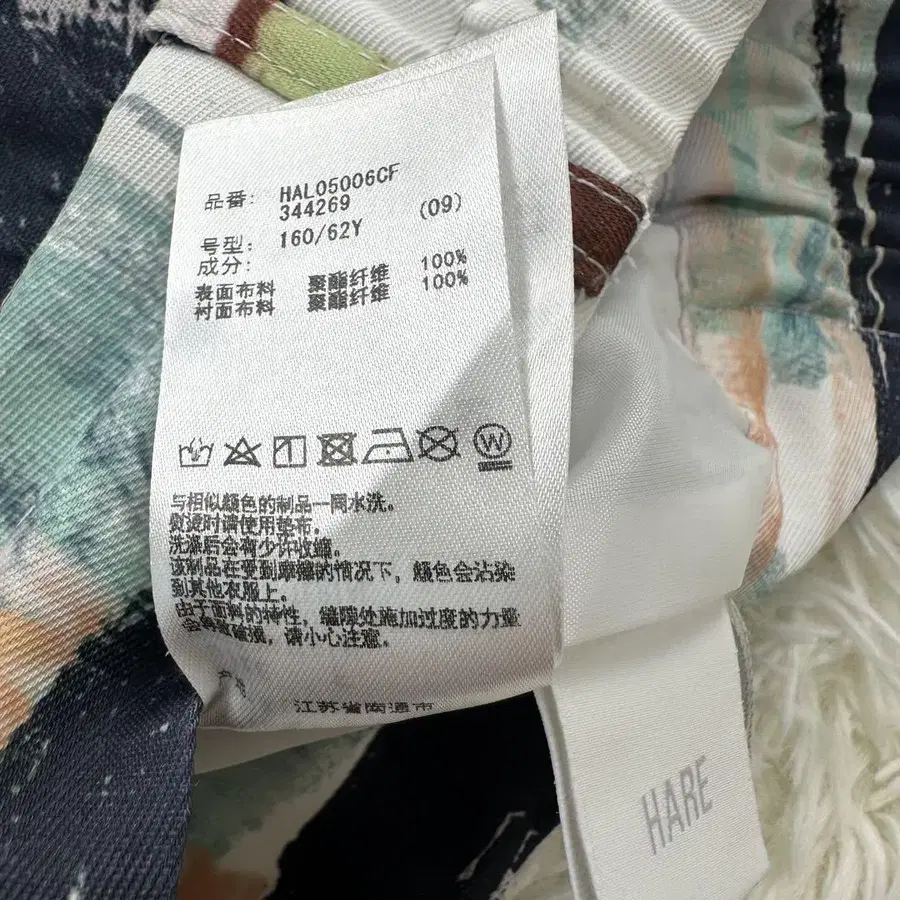 品番: HAL05006CF
344269 (09)
号型: 160/62Y
成分:
表面布料 聚酯纤维 100%
衬面布料 聚酯纤维 100%
W
与相似颜色的制品一同水洗。
熨烫时请使用垫布。
洗涤后会有少许收缩。
该制品在受到摩擦的情况下，颜色会沾染
到其他衣服上。
由于面料的特性，缝隙处施加过度的力量
会导致破损，请小心注意。
江苏省南通市
HARE